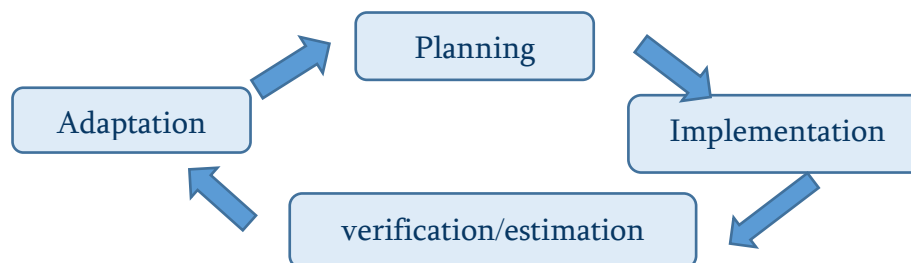 Planning
Adaptation
Implementation
verification/estimation